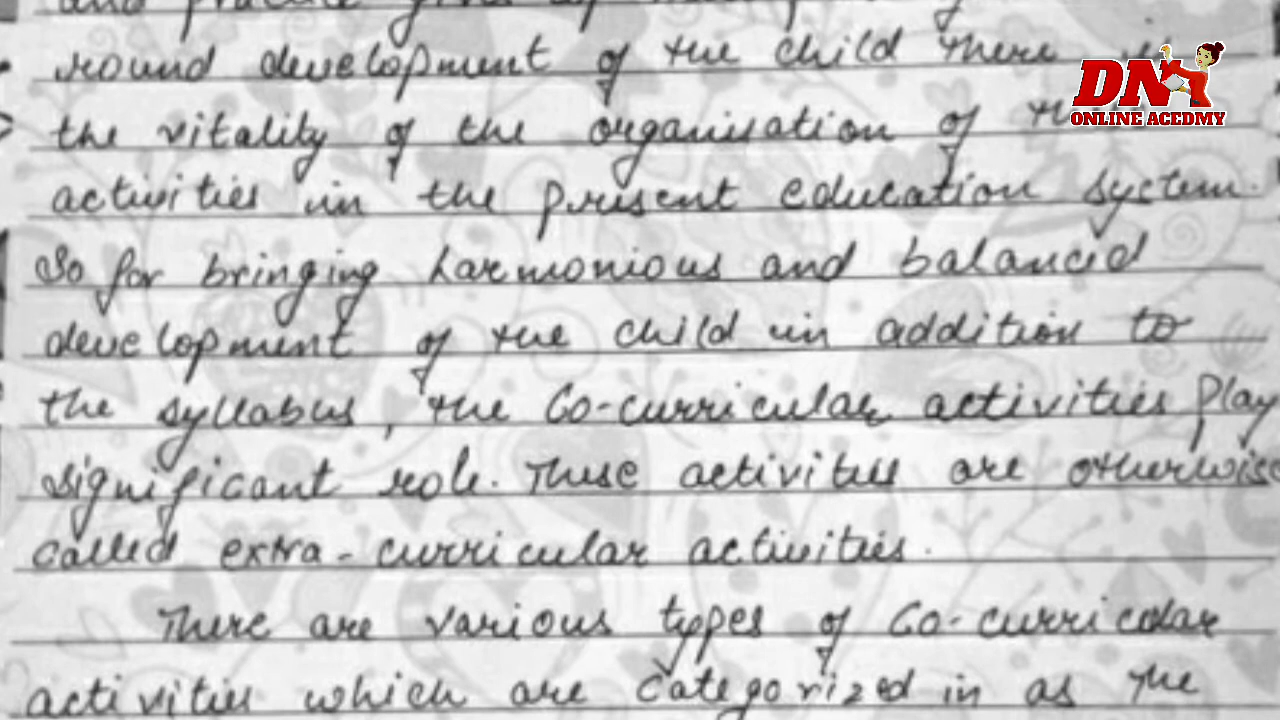 round development of the child There is
the vitality of the organisation of
activities in the present education system.
So for bringing harmonious and balanced
development of the child in addition to
the syllabus, the Co-curricular activities play
significant role. These activities are otherwise
called extra-curricular activities.
There are various types of Co-curricular
activities which are categorized in as the
DN
ONLINE ACEDMY